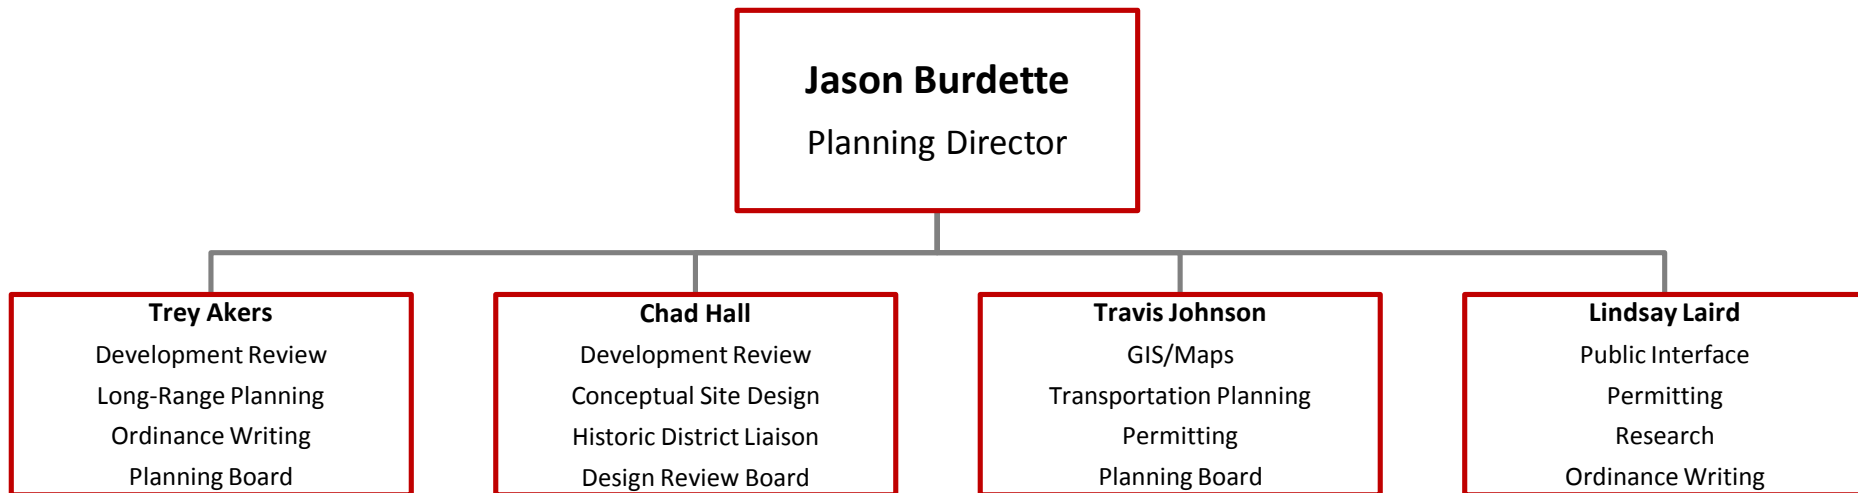 Jason Burdette
Planning Director
Trey Akers
Development Review
Long-Range Planning
Ordinance Writing
Planning Board
Chad Hall
Development Review
Conceptual Site Design
Historic District Liaison
Design Review Board
Travis Johnson
GIS/Maps
Transportation Planning
Permitting
Planning Board
Lindsay Laird
Public Interface
Permitting
Research
Ordinance Writing